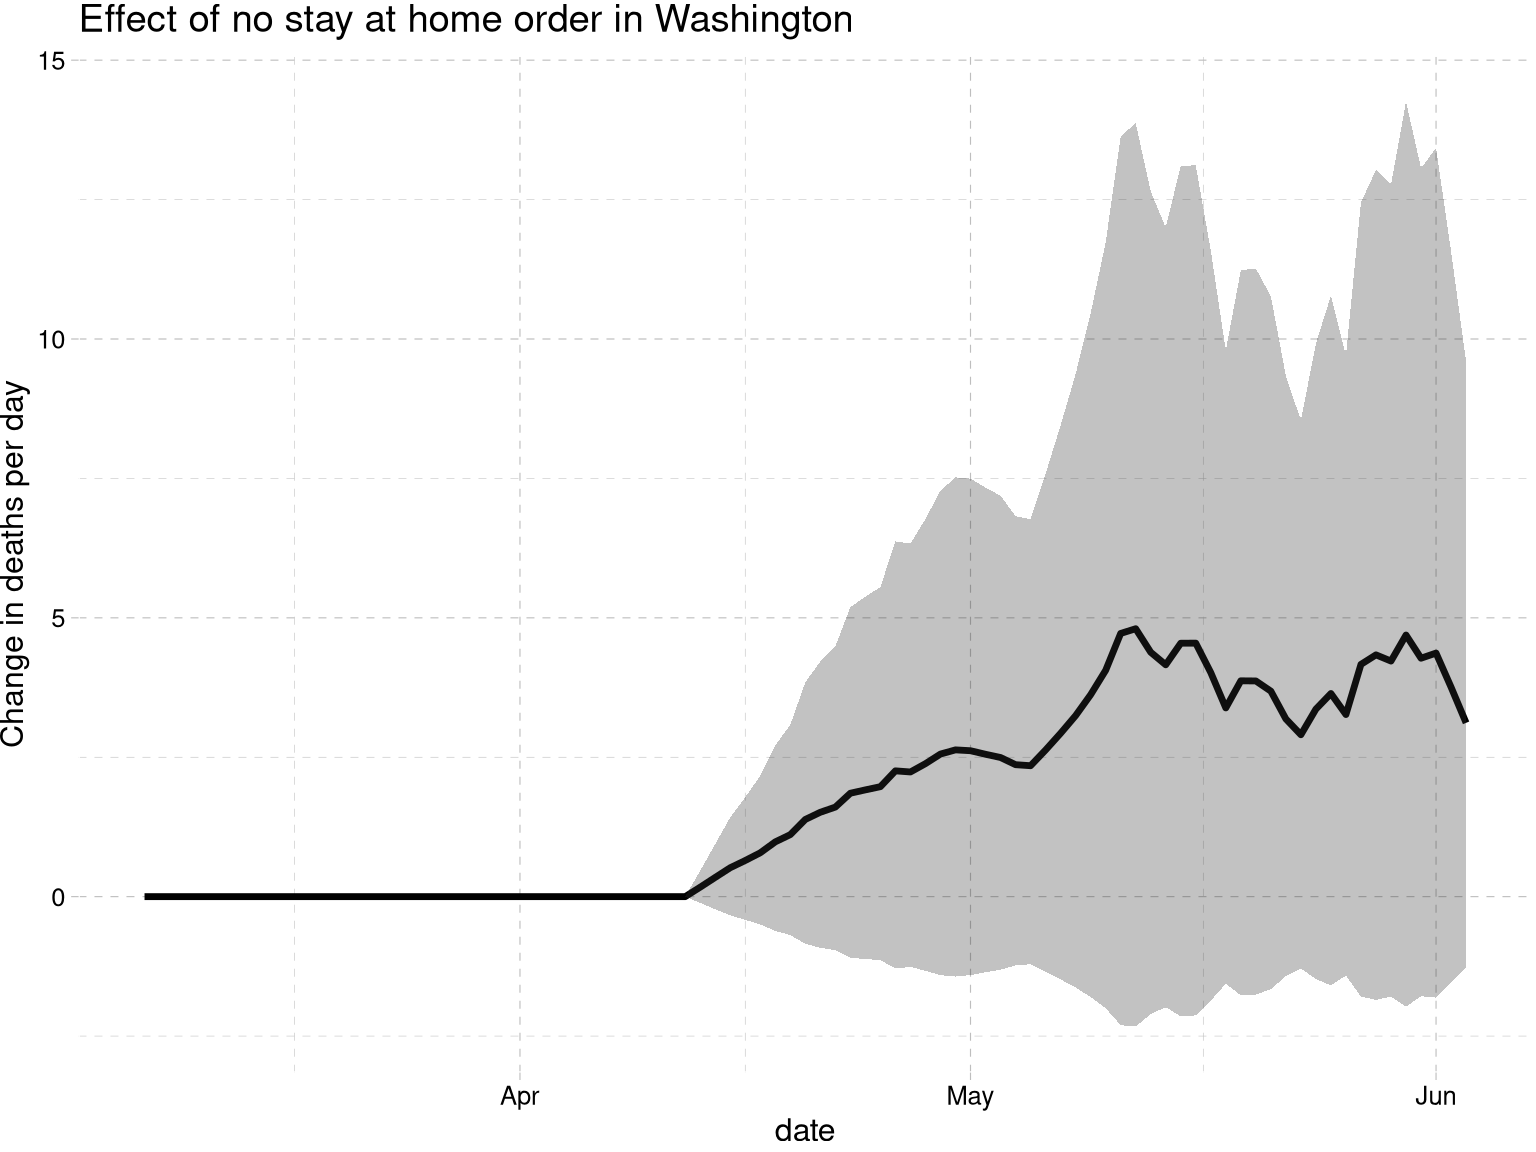 Effect of no stay at home order in Washington
15
10
5
0
Change in deaths per day
Apr
May
Jun
date